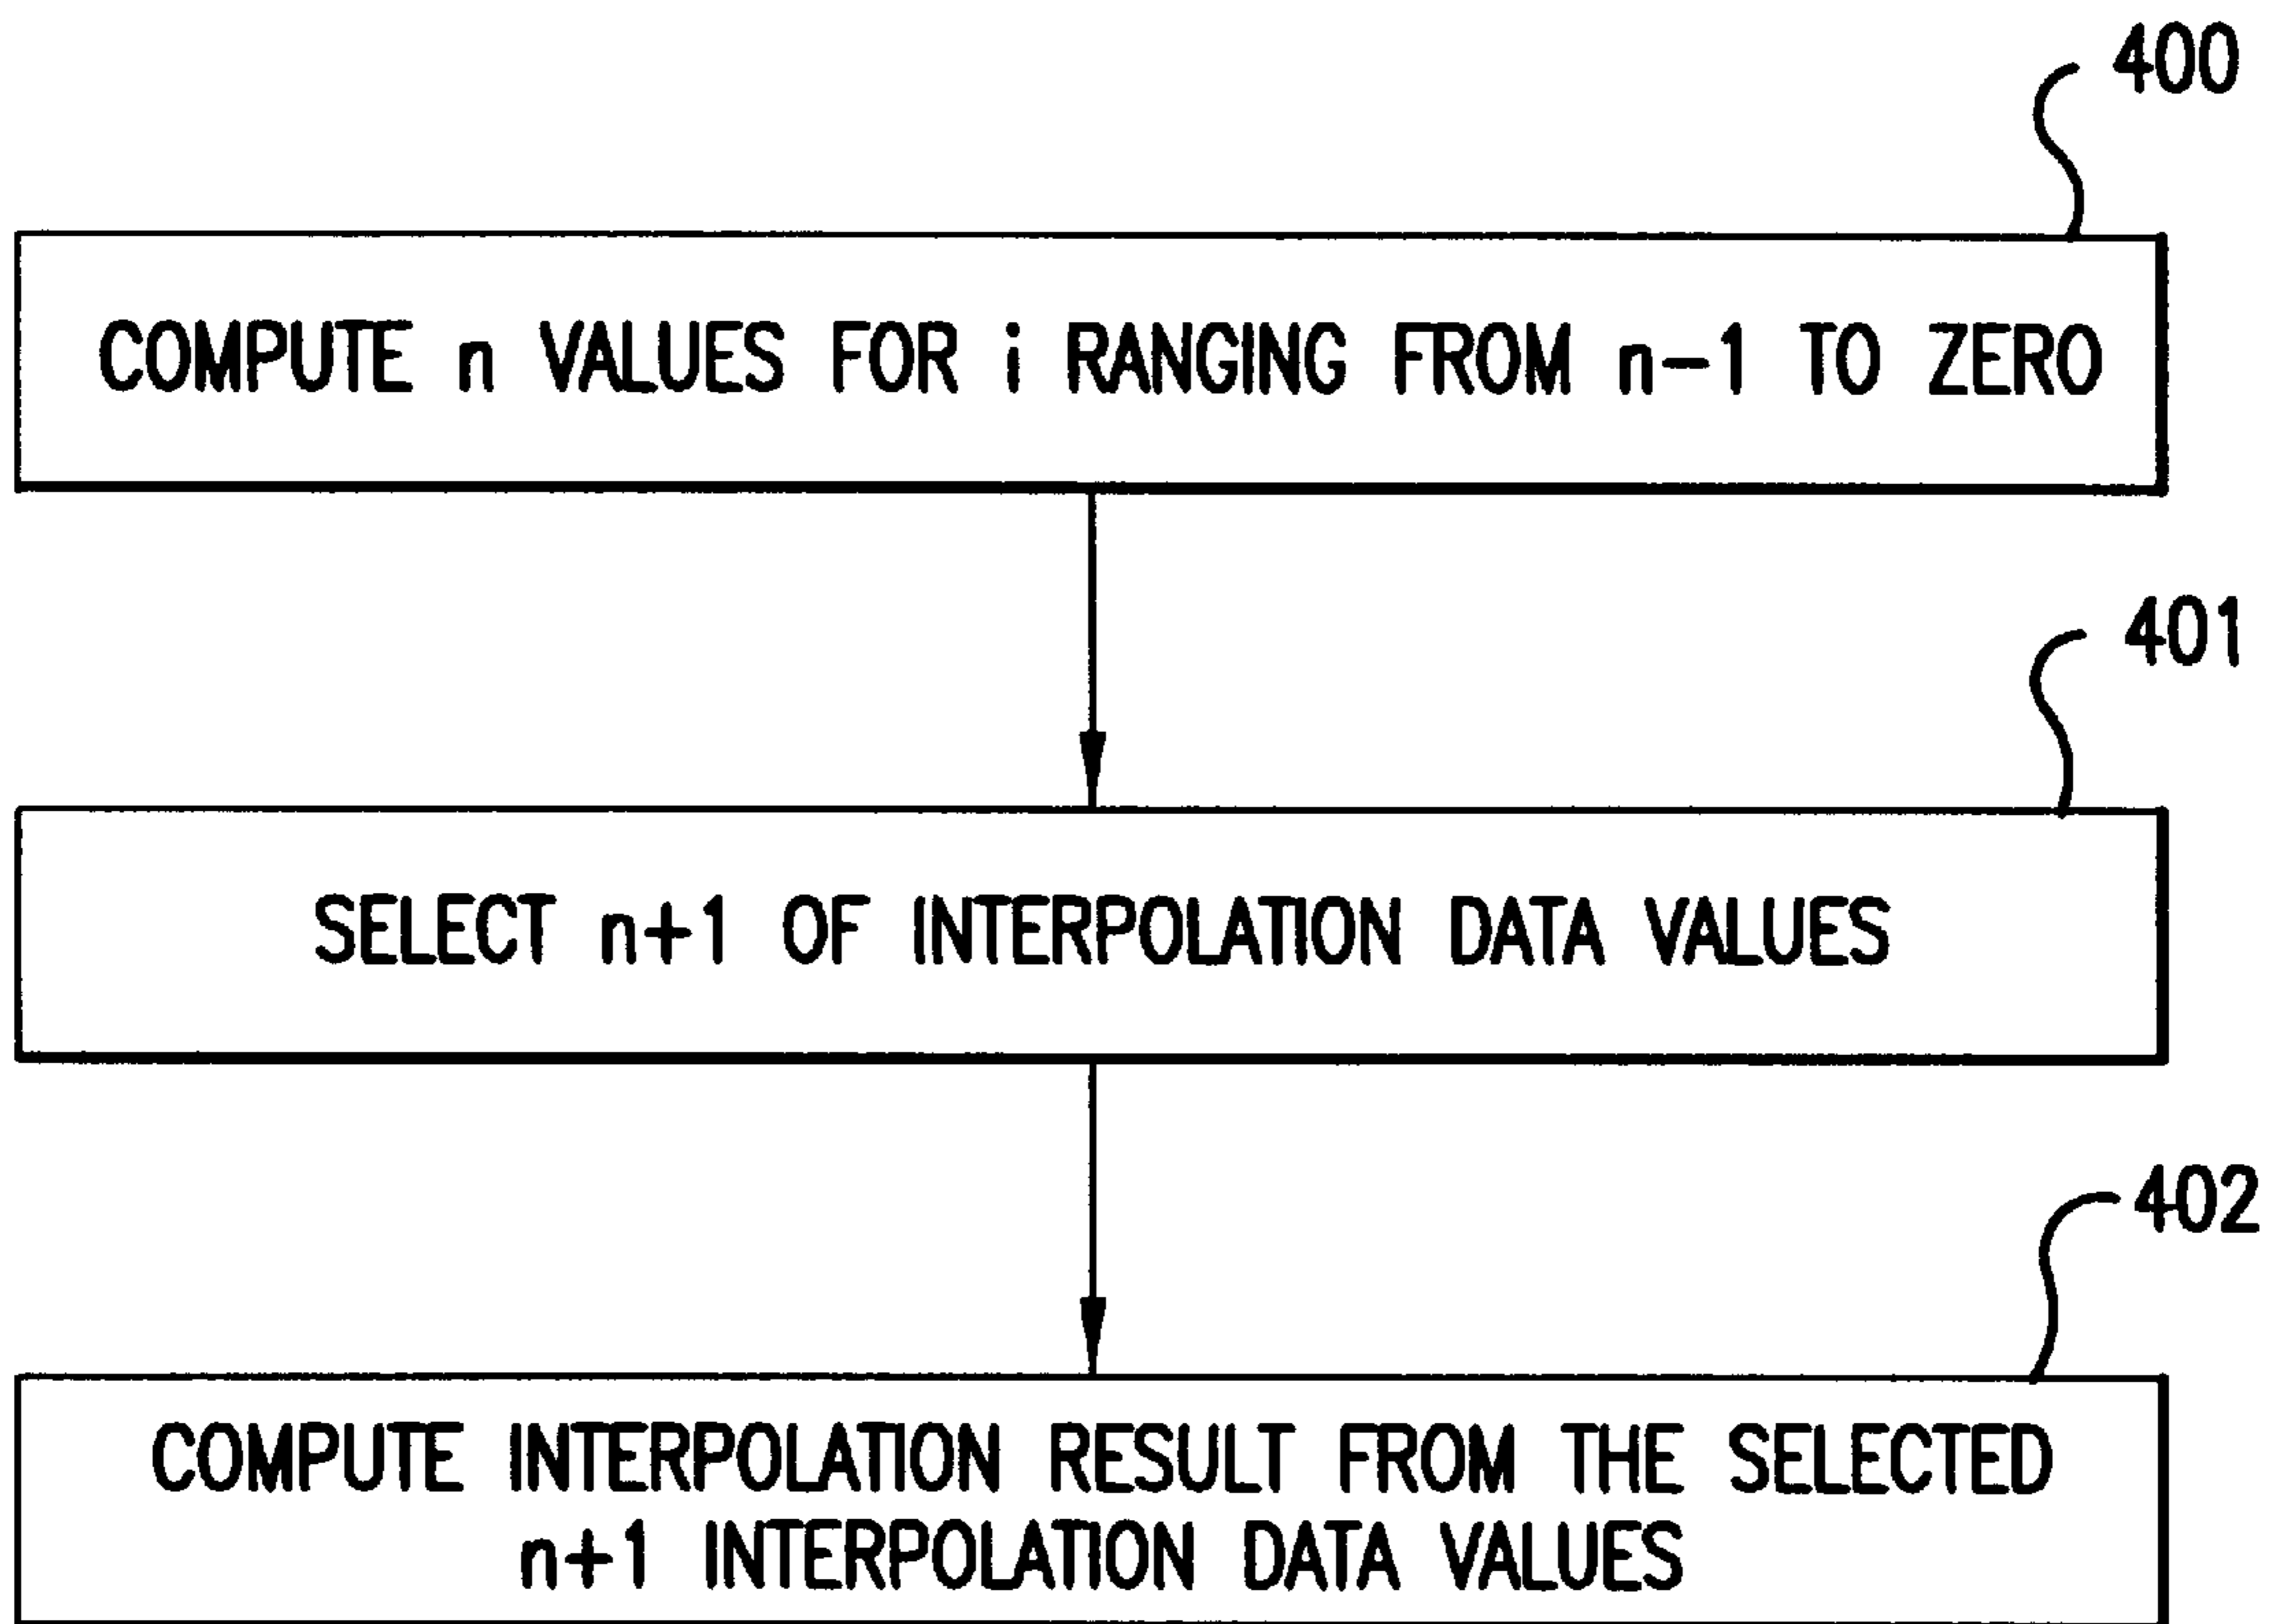 400
COMPUTE n VALUES FOR i RANGING FROM n-1 TO ZERO
401
SELECT n+1 OF INTERPOLATION DATA VALUES
402
COMPUTE INTERPOLATION RESULT FROM THE SELECTED
n+1 INTERPOLATION DATA VALUES